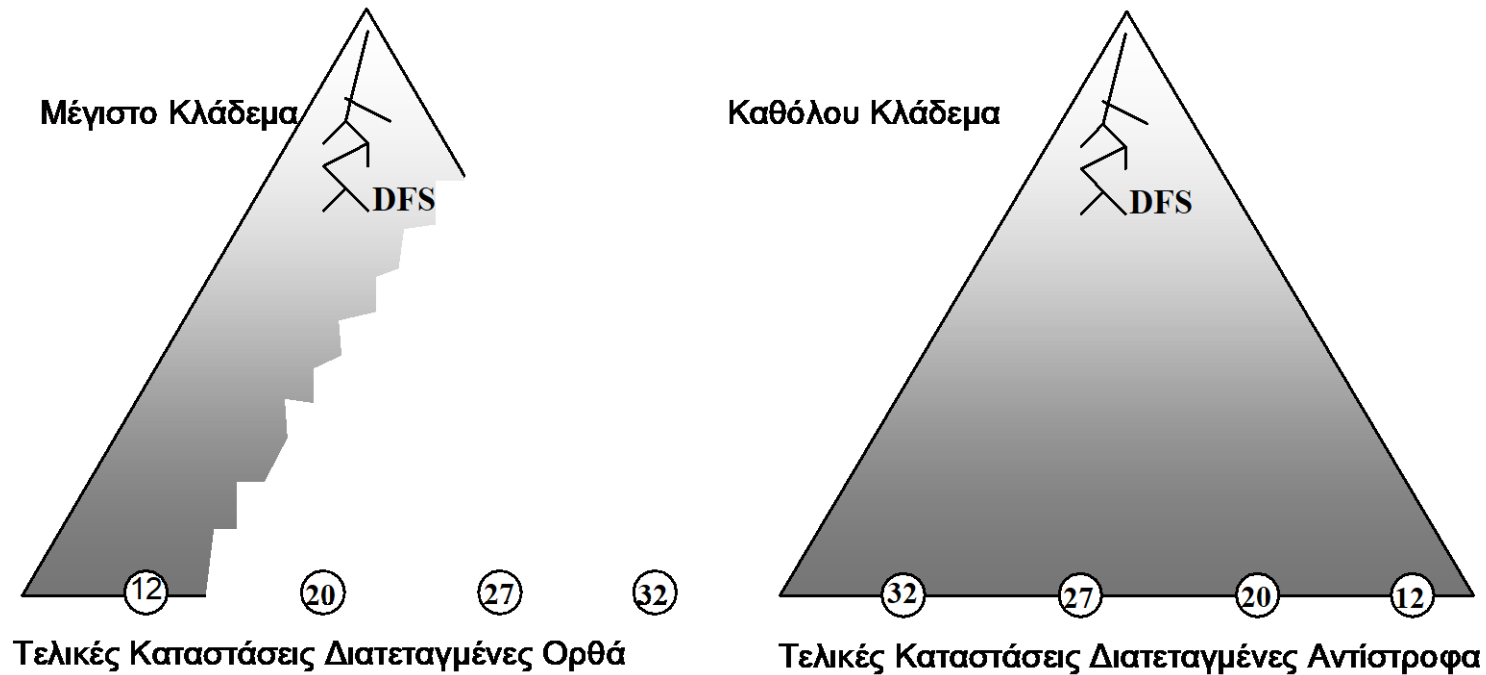 Μέγιστο Κλάδεμα
DFS
12 20 27 32
Τελικές Καταστάσεις Διατεταγμένες Ορθά
Καθόλου Κλάδεμα
DFS
32 27 20 12
Τελικές Καταστάσεις Διατεταγμένες Αντίστροφα